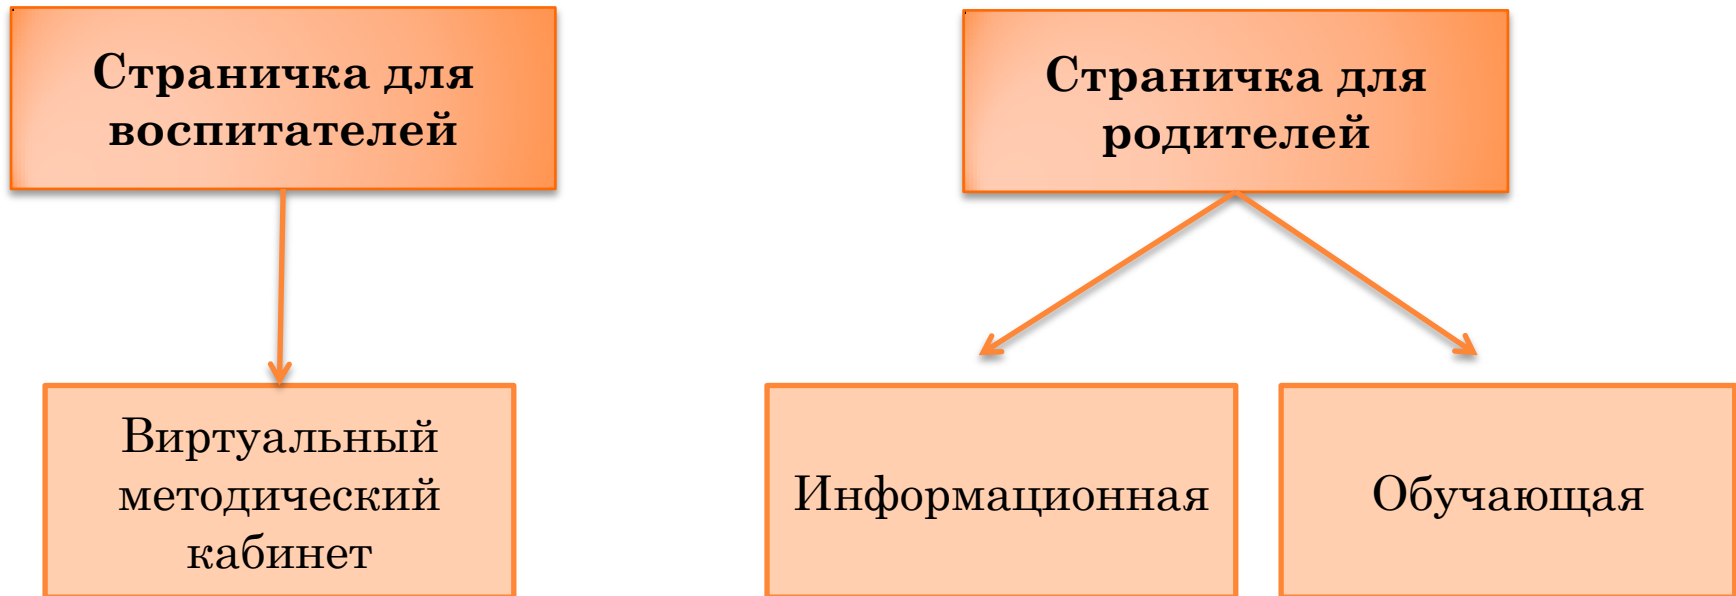 Страничка для
воспитателей
Страничка для
родителей
Виртуальный
методический
кабинет
Информационная
Обучающая